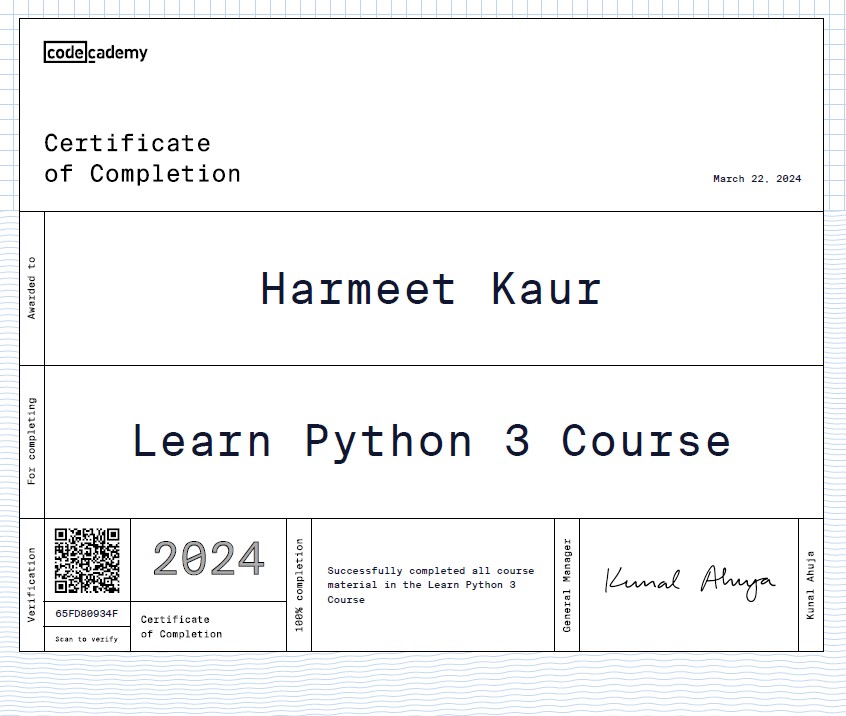 codecademy
Certificate
of Completion
March 22, 2024
Awarded to
Harmeet Kaur
For completing
Learn Python 3 Course
Verification
65FD80934F
Scan to verify
2024
Certificate
of Completion
100% completion
Successfully completed all course
material in the Learn Python 3
Course
General Manager
Kunal Ahuja
Kunal Ahuja